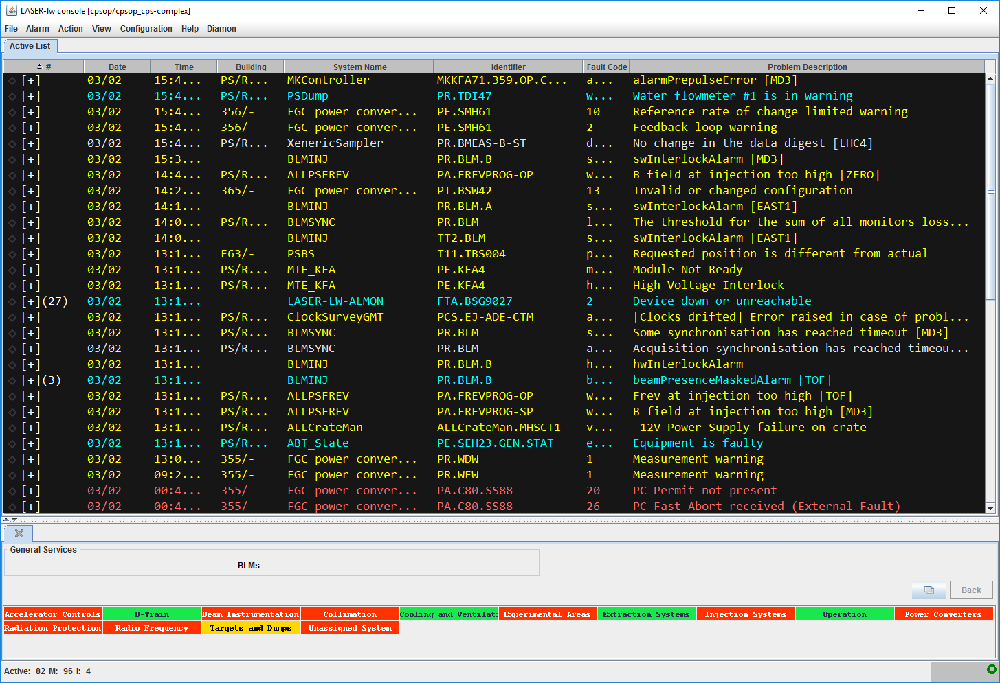 LASER-lw console [cpsop/cpsop_cps-complex]
File Alarm Action View Configuration Help Diamon
Active List
# Date Time Building System Name Identifier Fault Code Problem Description
[+] 03/02 15:4... PS/R... MKController MKKFA71.359.OP.C... a... alarmPrepulseError [MD3]
[+] 03/02 15:4... PS/R... PSDump PR.TDI47 w... Water flowmeter #1 is in warning
[+] 03/02 15:4... 356/- FGC power conver... PE.SMH61 10 Reference rate of change limited warning
[+] 03/02 15:4... 356/- FGC power conver... PE.SMH61 2 Feedback loop warning
[+] 03/02 15:4... PS/R... XenericSampler PR.BMEAS-B-ST d... No change in the data digest [LHC4]
[+] 03/02 15:3... BLMINJ PR.BLM.B s... swInterlockAlarm [MD3]
[+] 03/02 14:4... PS/R... ALLPSFREV PA.FREVPROG-OP w... B field at injection too high [ZERO]
[+] 03/02 14:2... 365/- FGC power conver... PI.BSW42 13 Invalid or changed configuration
[+] 03/02 14:1... BLMINJ PR.BLM.A s... swInterlockAlarm [EAST1]
[+] 03/02 14:0... PS/R... BLMSYNC PR.BLM l... The threshold for the sum of all monitors loss...
[+] 03/02 14:0... BLMINJ TT2.BLM s... swInterlockAlarm [EAST1]
[+] 03/02 13:1... F63/- PSBS T11.TBS004 p... Requested position is different from actual
[+] 03/02 13:1... PS/R... MTE_KFA PE.KFA4 m... Module Not Ready
[+] 03/02 13:1... PS/R... MTE_KFA PE.KFA4 h... High Voltage Interlock
[+](27) 03/02 13:1... LASER-LW-ALMON FTA.BSG9027 2 Device down or unreachable
[+] 03/02 13:1... PS/R... ClockSurveyGMT PCS.EJ-ADE-CTM a... [Clocks drifted] Error raised in case of probl...
[+] 03/02 13:1... PS/R... BLMSYNC PR.BLM s... Some synchronisation has reached timeout [MD3]
[+] 03/02 13:1... PS/R... BLMSYNC PR.BLM a... Acquisition synchronisation has reached timeou...
[+] 03/02 13:1... BLMINJ PR.BLM.B h... hwInterlockAlarm
[+](3) 03/02 13:1... BLMINJ PR.BLM.B b... beamPresenceMaskedAlarm [TOF]
[+] 03/02 13:1... PS/R... ALLPSFREV PA.FREVPROG-OP w... Frev at injection too high [TOF]
[+] 03/02 13:1... PS/R... ALLPSFREV PA.FREVPROG-SP w... B field at injection too high [MD3]
[+] 03/02 13:1... PS/R... ALLCrateMan ALLCrateMan.MHSCT1 v... -12V Power Supply failure on crate
[+] 03/02 13:1... PS/R... ABT_State PE.SEH23.GEN.STAT e... Equipment is faulty
[+] 03/02 13:0... 355/- FGC power conver... PR.WDW 1 Measurement warning
[+] 03/02 09:2... 355/- FGC power conver... PR.WFW 1 Measurement warning
[+] 03/02 00:4... 355/- FGC power conver... PA.C80.SS88 20 PC Permit not present
[+] 03/02 00:4... 355/- FGC power conver... PA.C80.SS88 26 PC Fast Abort received (External Fault)
General Services
BLMs
Back
Accelerator Controls B-Train Beam Instrumentation Collimation Cooling and Ventilati Experimental Areas Extraction Systems Injection Systems Operation Power Converters
Radiation Protection Radio Frequency Targets and Dumps Unassigned System
Active: 82 M: 96 I: 4